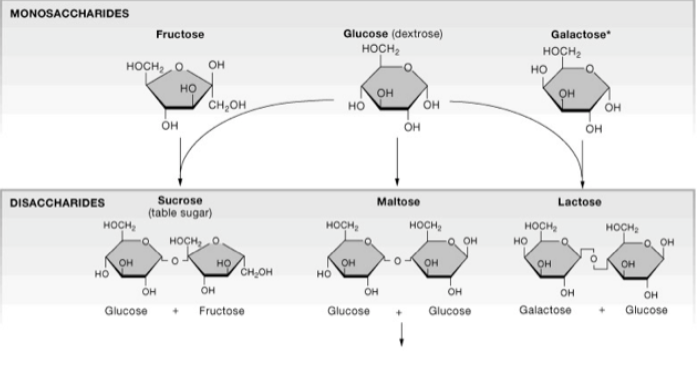 MONOSACCHARIDES
Fructose
Glucose (dextrose)
Galactose*
HOCH₂
O
OH
HO
CH₂OH
OH
HOCH₂
O
OH
HO
OH
OH
HOCH₂
HO
O
OH
OH
OH
DISACCHARIDES
Sucrose
(table sugar)
Maltose
Lactose
HOCH₂
O
OH
HO
OH
O
HOCH₂
O
HO
CH₂OH
OH
HOCH₂
O
OH
HO
OH
O
HOCH₂
O
OH
OH
OH
HOCH₂
HO
O
OH
OH
O
HOCH₂
O
OH
OH
OH
Glucose + Fructose
Glucose + Glucose
Galactose + Glucose